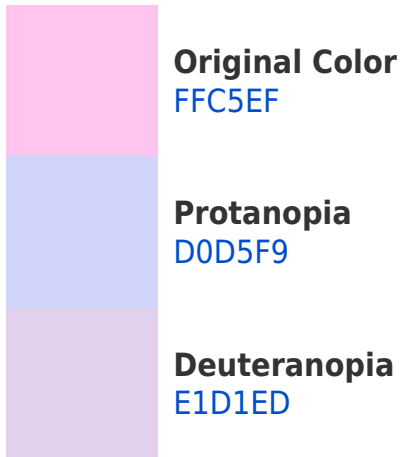 Original Color
FFC5EF
Protanopia
D0D5F9
Deuteranopia
E1D1ED